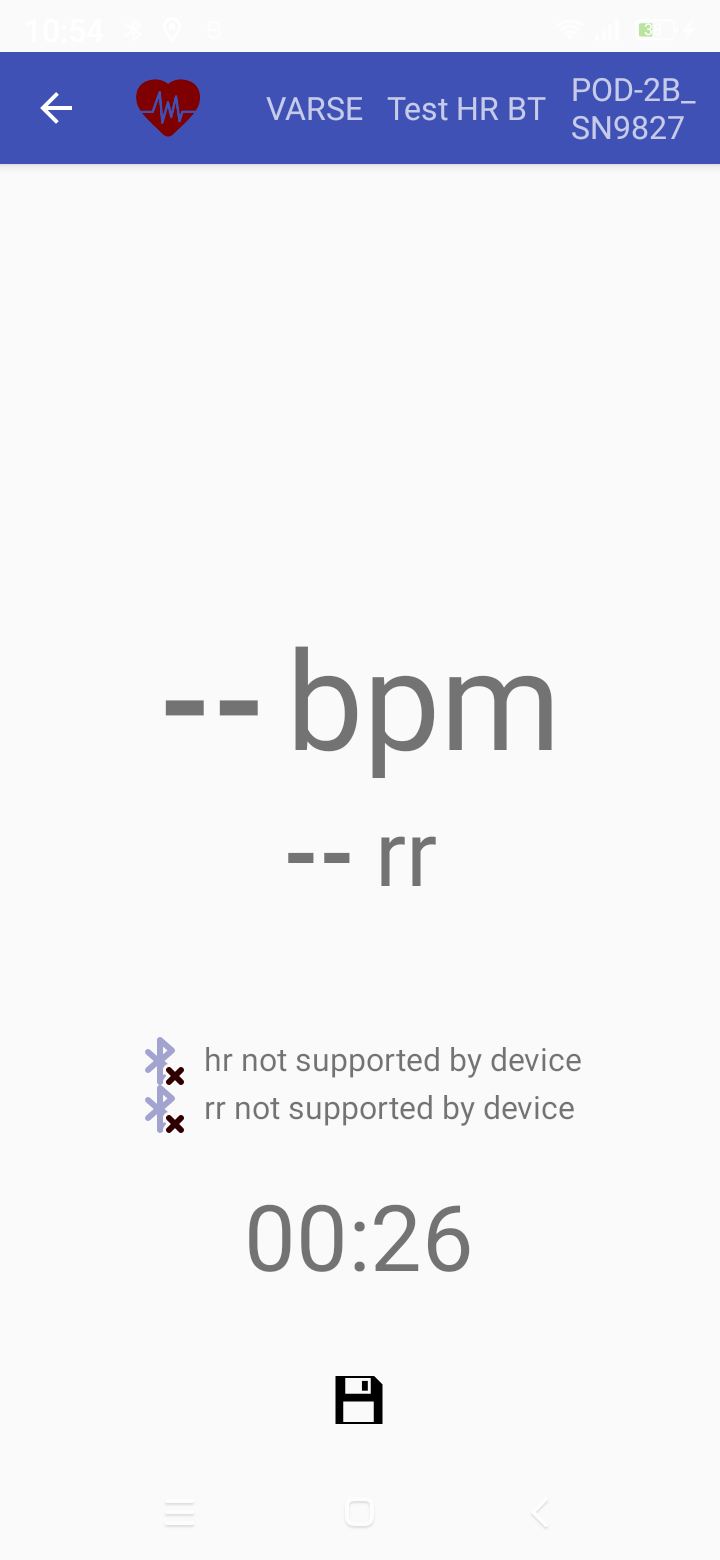 10:54
VARSE Test HR BT POD-2B_
SN9827
-- bpm
-- rr
hr not supported by device
rr not supported by device
00:26